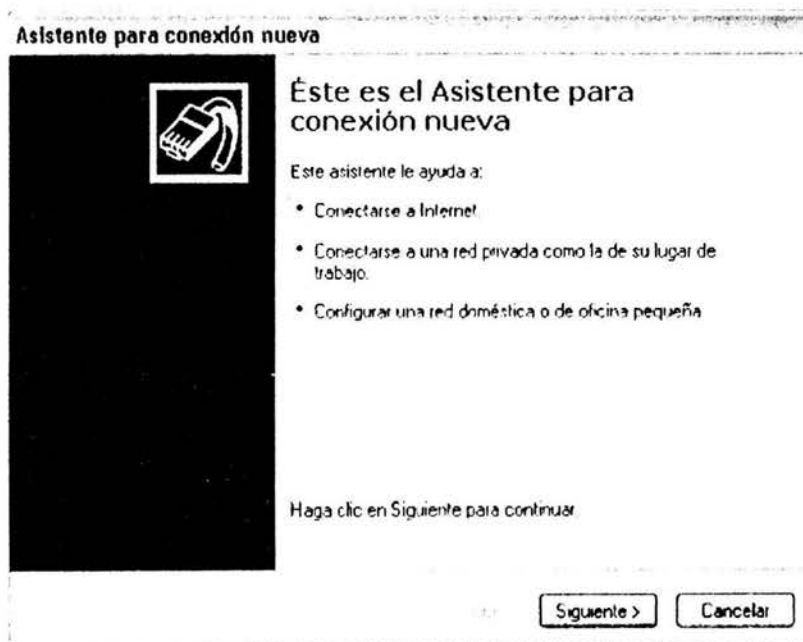 Asistente para conexión nueva
Éste es el Asistente para
conexión nueva
Este asistente le ayuda a:
• Conectarse a Internet.
• Conectarse a una red privada como la de su lugar de
trabajo.
• Configurar una red doméstica o de oficina pequeña
Haga clic en Siguiente para continuar
Siguiente >
Cancelar